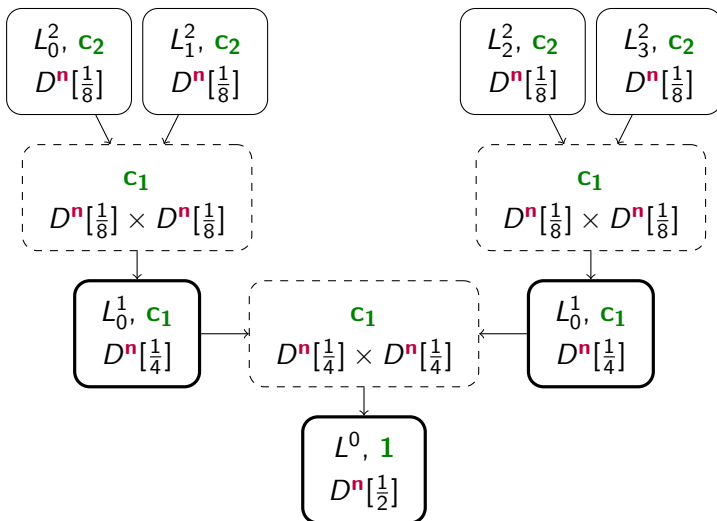 L_0^2, c_2
D^n[1/8]
L_1^2, c_2
D^n[1/8]
L_2^2, c_2
D^n[1/8]
L_3^2, c_2
D^n[1/8]
c_1
D^n[1/8] × D^n[1/8]
c_1
D^n[1/8] × D^n[1/8]
L_0^1, c_1
D^n[1/4]
c_1
D^n[1/4] × D^n[1/4]
L_0^1, c_1
D^n[1/4]
L^0, 1
D^n[1/2]